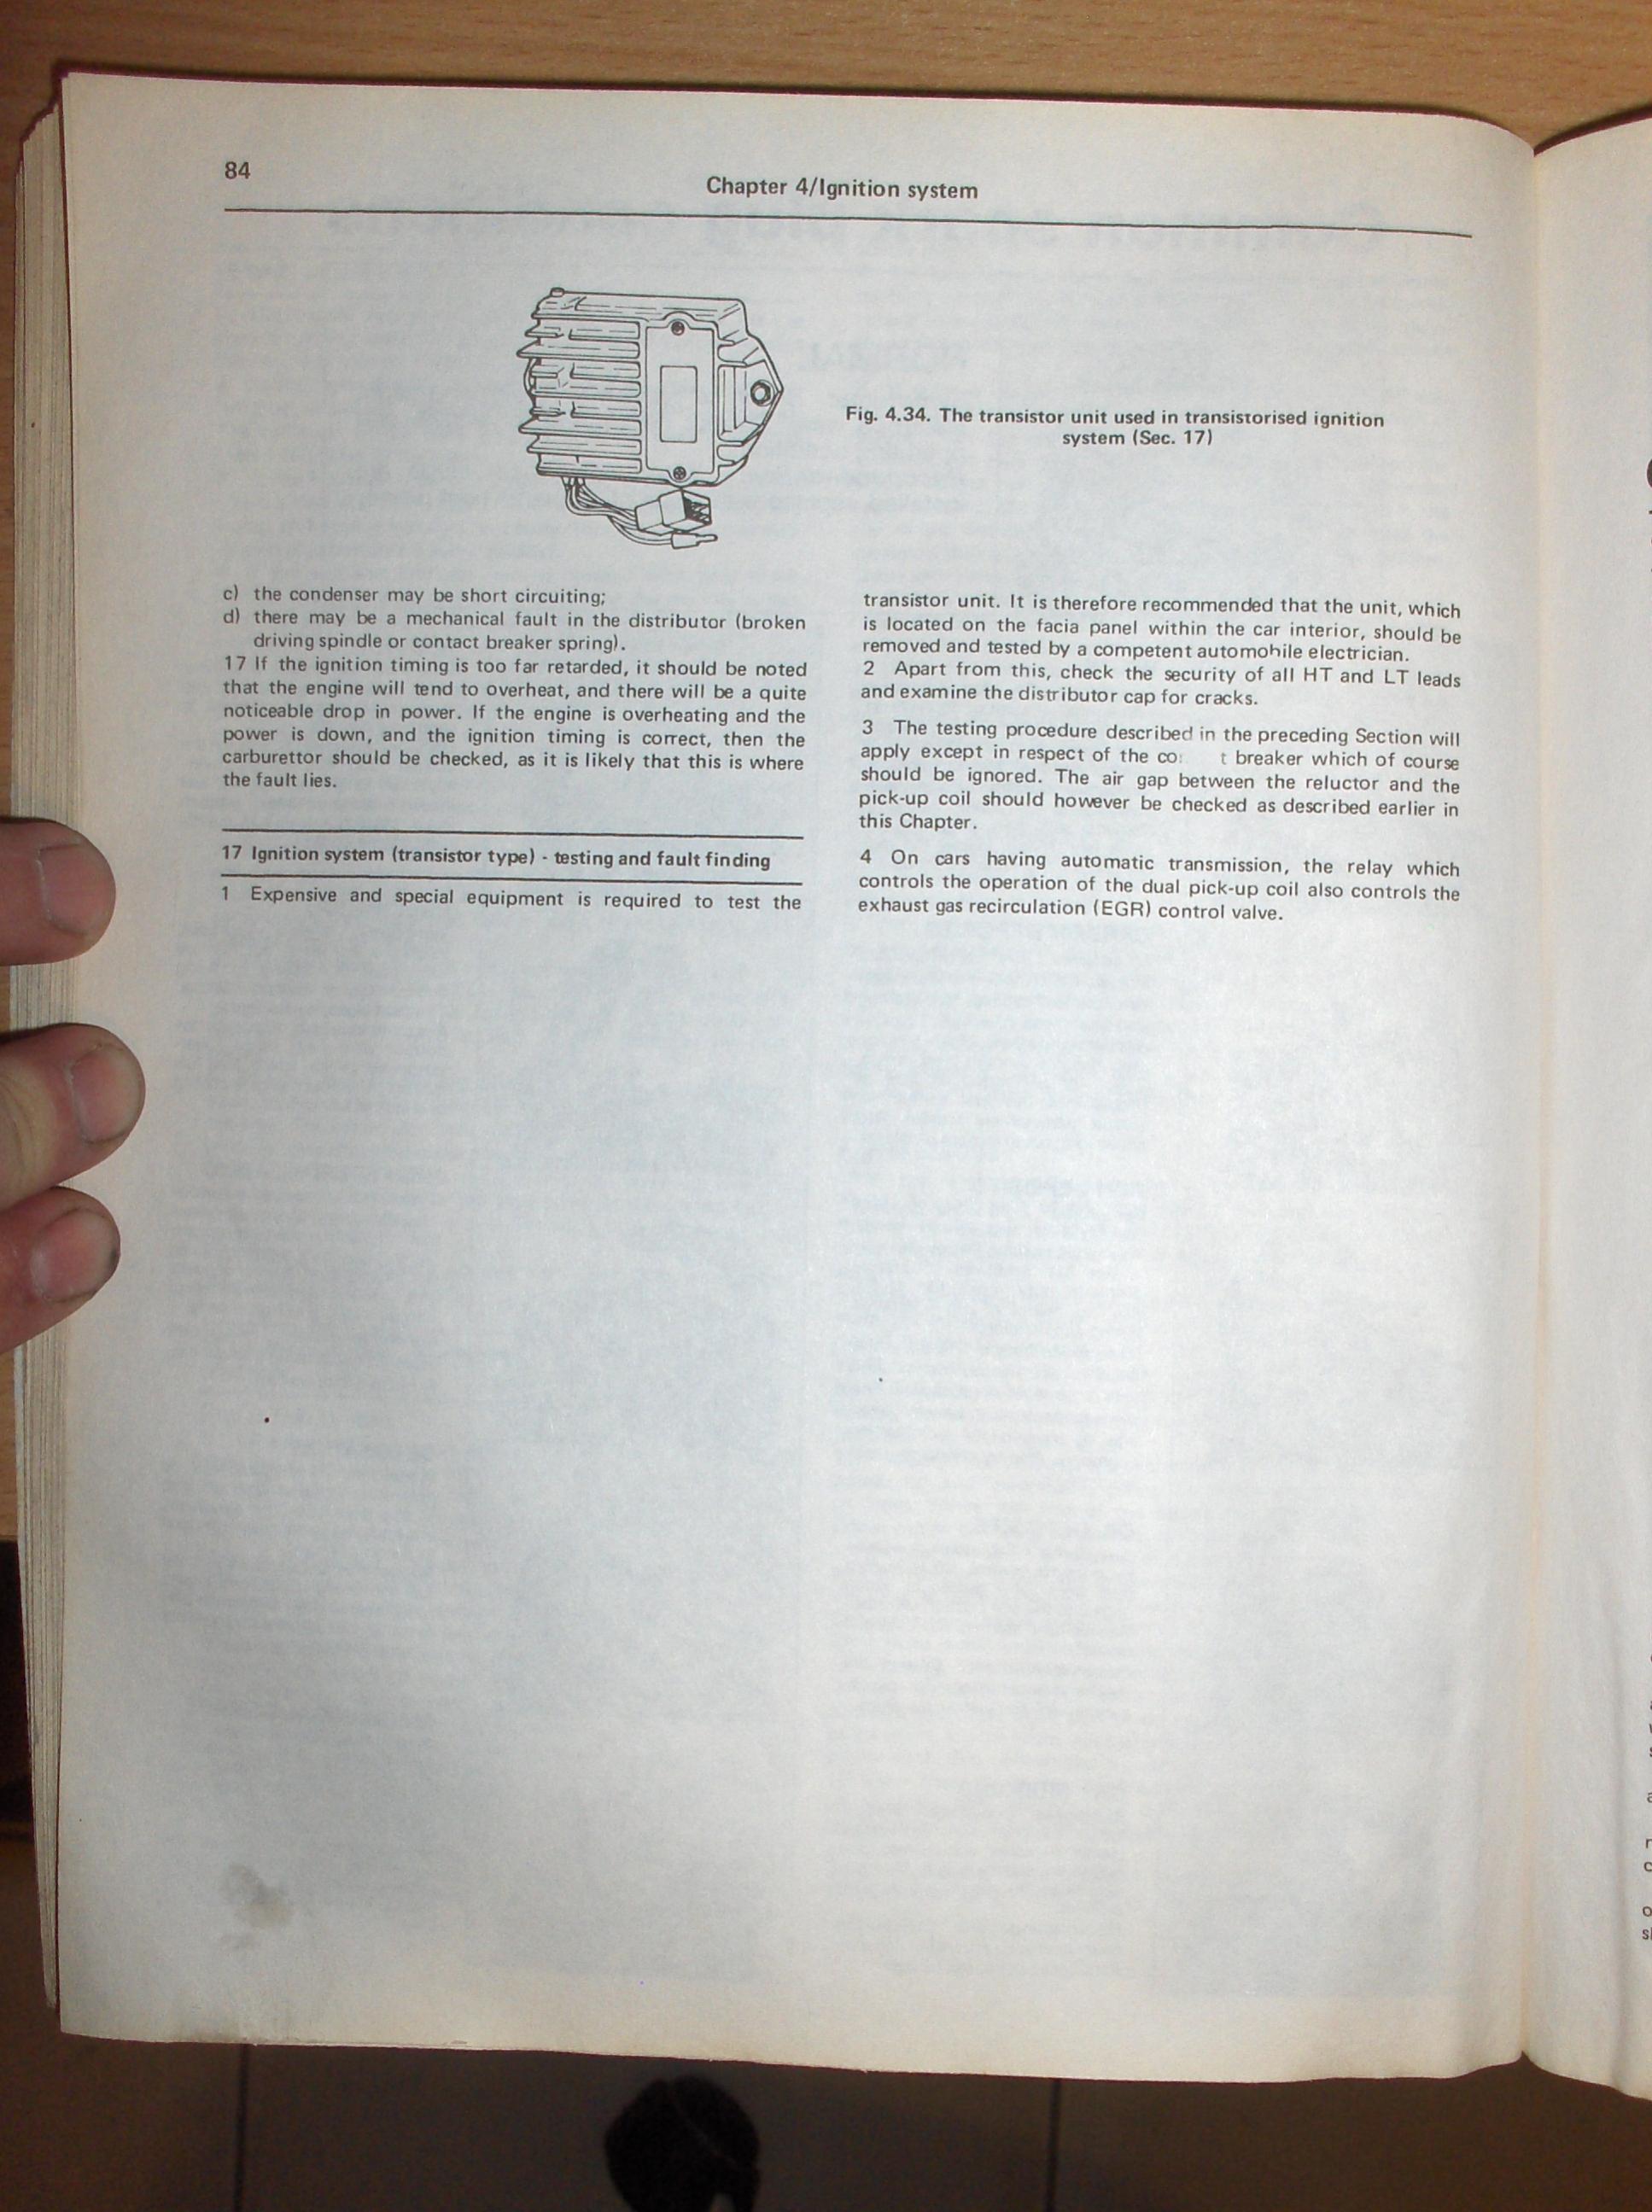 84
Chapter 4/Ignition system
Fig. 4.34. The transistor unit used in transistorised ignition
system (Sec. 17)
c) the condenser may be short circuiting;
d) there may be a mechanical fault in the distributor (broken
driving spindle or contact breaker spring).
17 If the ignition timing is too far retarded, it should be noted
that the engine will tend to overheat, and there will be a quite
noticeable drop in power. If the engine is overheating and the
power is down, and the ignition timing is correct, then the
carburettor should be checked, as it is likely that this is where
the fault lies.
17 Ignition system (transistor type) - testing and fault finding
1 Expensive and special equipment is required to test the
transistor unit. It is therefore recommended that the unit, which
is located on the facia panel within the car interior, should be
removed and tested by a competent automobile electrician.
2 Apart from this, check the security of all HT and LT leads
and examine the distributor cap for cracks.
3 The testing procedure described in the preceding Section will
apply except in respect of the co t breaker which of course
should be ignored. The air gap between the reluctor and the
pick-up coil should however be checked as described earlier in
this Chapter.
4 On cars having automatic transmission, the relay which
controls the operation of the dual pick-up coil also controls the
exhaust gas recirculation (EGR) control valve.